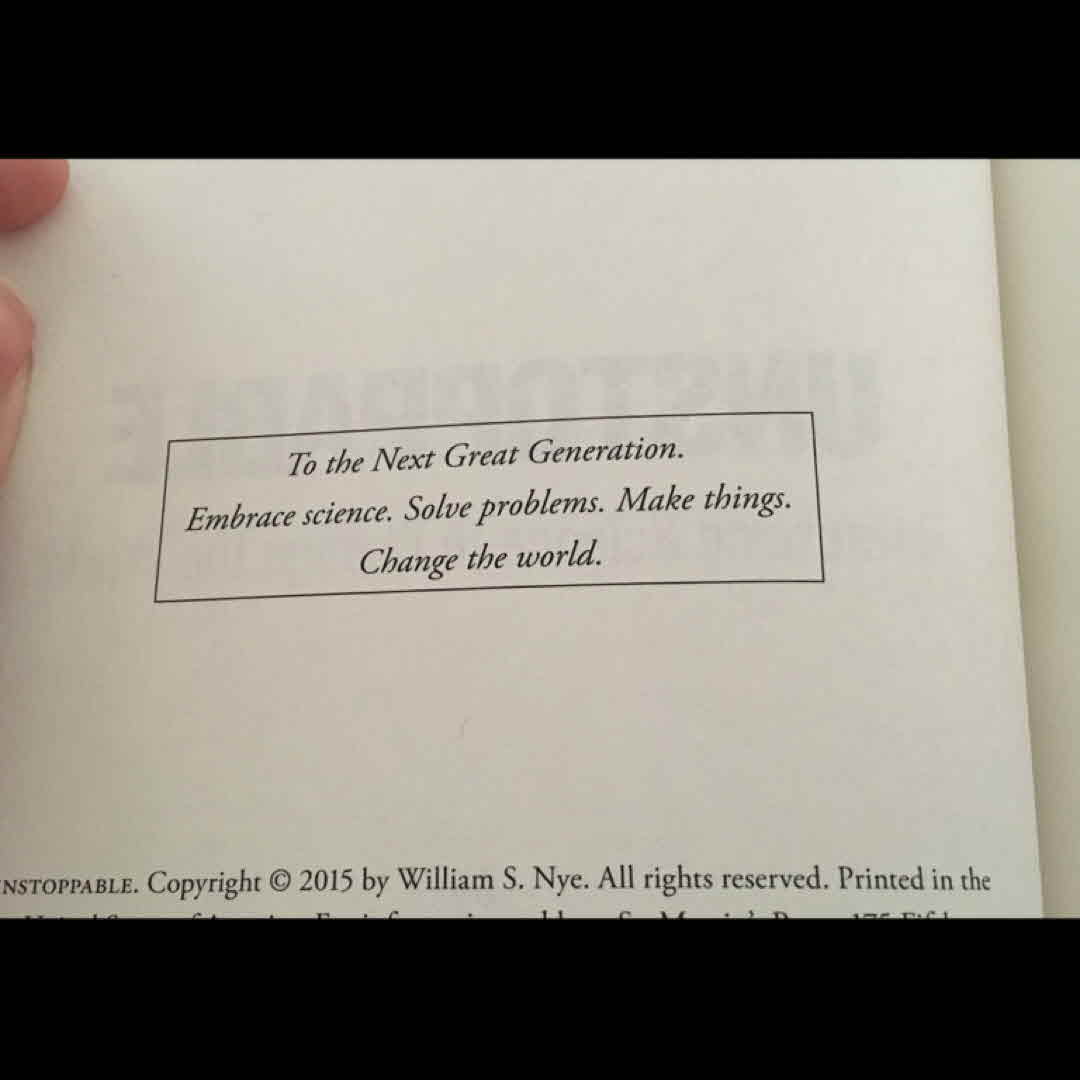 To the Next Great Generation.
Embrace science. Solve problems. Make things.
Change the world.
NSTOPPABLE. Copyright © 2015 by William S. Nye. All rights reserved. Printed in the